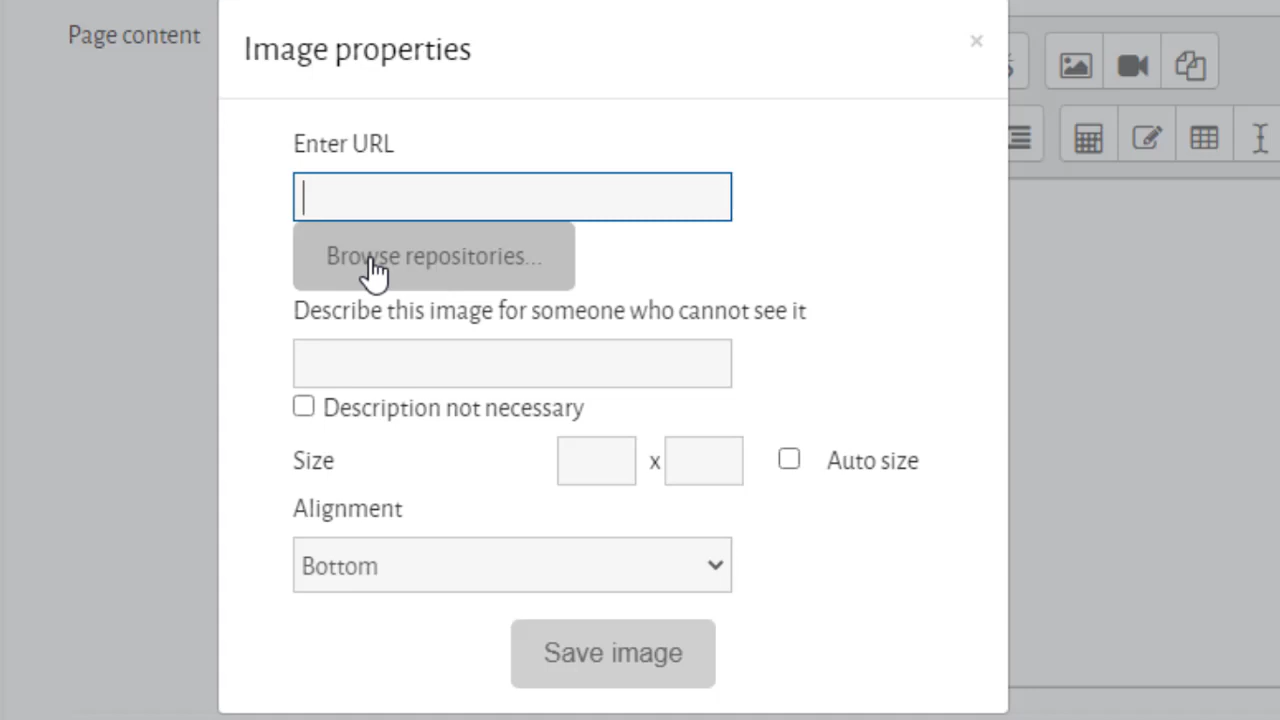 Page content
Image properties
×
Enter URL
Browse repositories...
Describe this image for someone who cannot see it
Description not necessary
Size x Auto size
Alignment
Bottom
Save image